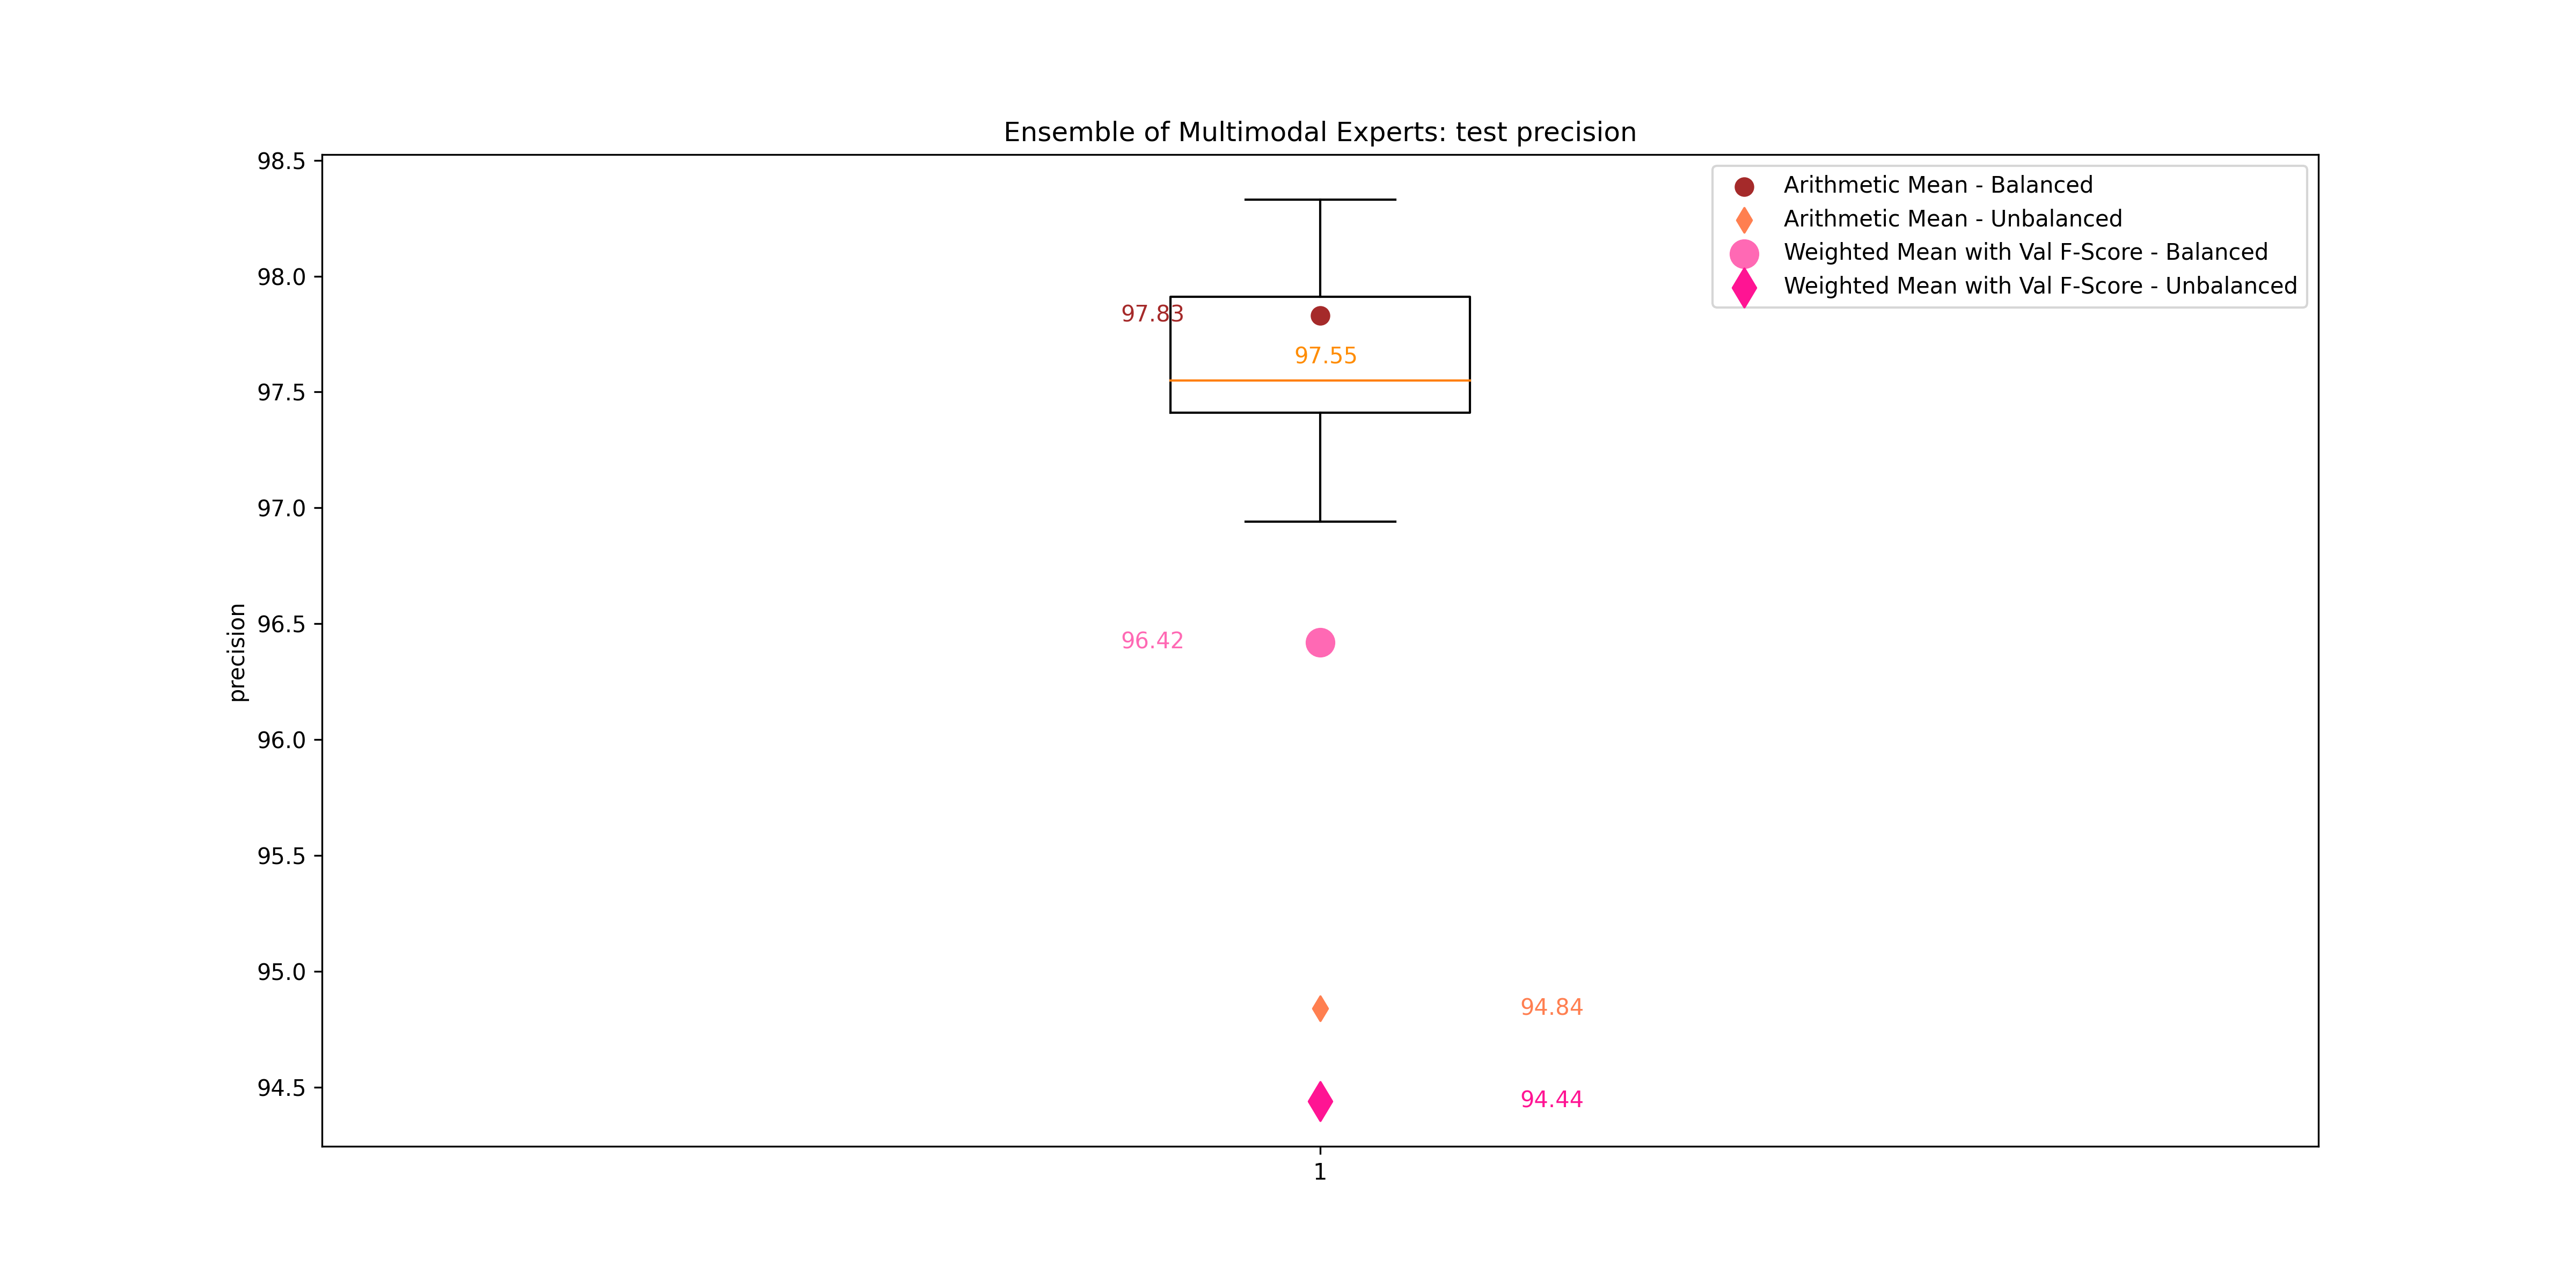 Ensemble of Multimodal Experts: test precision
98.5
98.0
97.5
97.0
96.5
96.0
95.5
95.0
94.5
precision
Arithmetic Mean - Balanced
Arithmetic Mean - Unbalanced
Weighted Mean with Val F-Score - Balanced
Weighted Mean with Val F-Score - Unbalanced
97.83
97.55
96.42
94.84
94.44
1